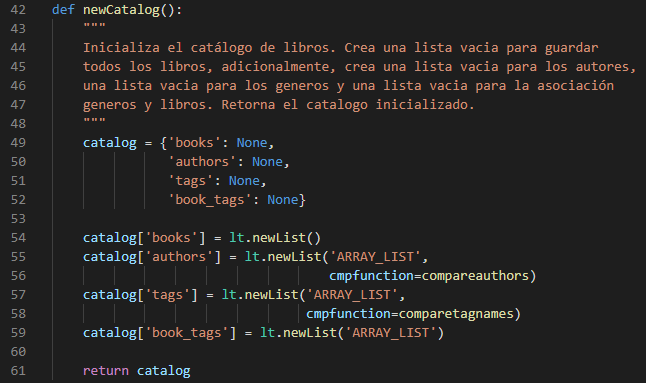 42 def newCatalog():
43     """
44     Inicializa el catálogo de libros. Crea una lista vacia para guardar
45     todos los libros, adicionalmente, crea una lista vacia para los autores,
46     una lista vacia para los generos y una lista vacia para la asociación
47     generos y libros. Retorna el catalogo inicializado.
48     """
49     catalog = {'books': None,
50                'authors': None,
51                'tags': None,
52                'book_tags': None}
53
54     catalog['books'] = lt.newList()
55     catalog['authors'] = lt.newList('ARRAY_LIST',
56                                     cmpfunction=compareauthors)
57     catalog['tags'] = lt.newList('ARRAY_LIST',
58                                  cmpfunction=comparetagnames)
59     catalog['book_tags'] = lt.newList('ARRAY_LIST')
60
61     return catalog